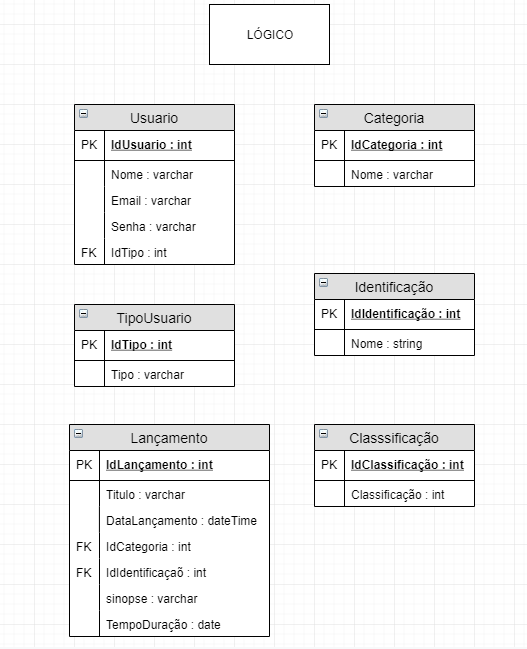 LÓGICO
Usuario
PK IdUsuario : int
Nome : varchar
Email : varchar
Senha : varchar
FK IdTipo : int
TipoUsuario
PK IdTipo : int
Tipo : varchar
Lançamento
PK IdLançamento : int
Titulo : varchar
DataLançamento : dateTime
FK IdCategoria : int
FK IdIdentificaçaõ : int
sinopse : varchar
TempoDuração : date
Categoria
PK IdCategoria : int
Nome : varchar
Identificação
PK IdIdentificação : int
Nome : string
Classsificação
PK IdClassificação : int
Classificação : int